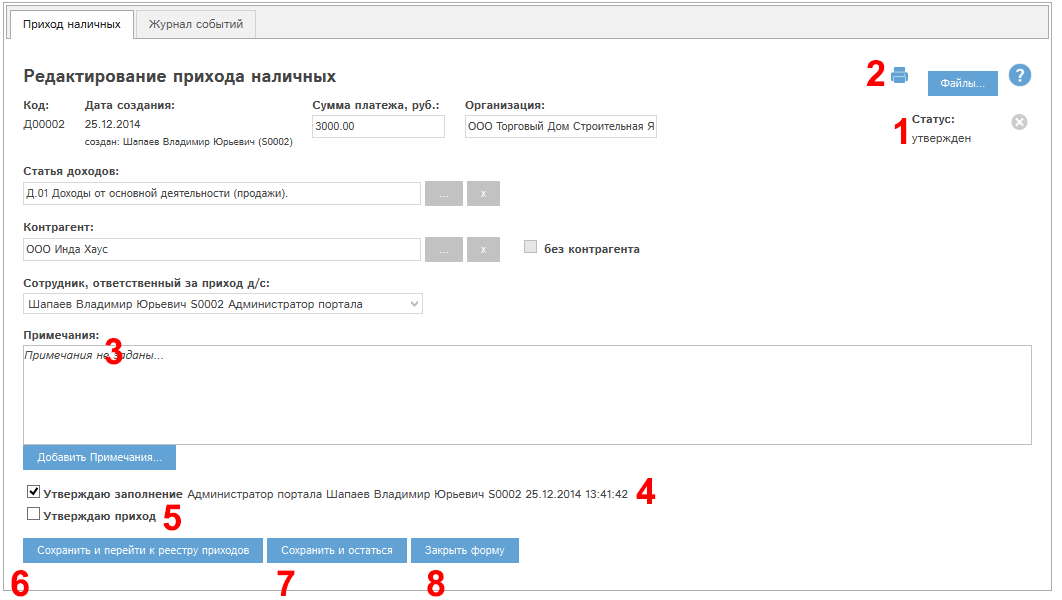 Приход наличных Журнал событий
Редактирование прихода наличных 2 Файлы... ?
Код: Дата создания: Сумма платежа, руб.: Организация:
Д00002 25.12.2014 3000.00 ООО Торговый Дом Строительная Я
1 Статус:
утвержден
создан: Шапаев Владимир Юрьевич (S0002)
Статья доходов:
Д.01 Доходы от основной деятельности (продажи). ... x
Контрагент:
ООО Инда Хаус ... x без контрагента
Сотрудник, ответственный за приход д/с:
Шапаев Владимир Юрьевич S0002 Администратор портала
Примечания:
3
Примечания не заданы...
Добавить Примечания...
Утверждаю заполнение Администратор портала Шапаев Владимир Юрьевич S0002 25.12.2014 13:41:42 4
Утверждаю приход 5
Сохранить и перейти к реестру приходов Сохранить и остаться Закрыть форму
6 7 8